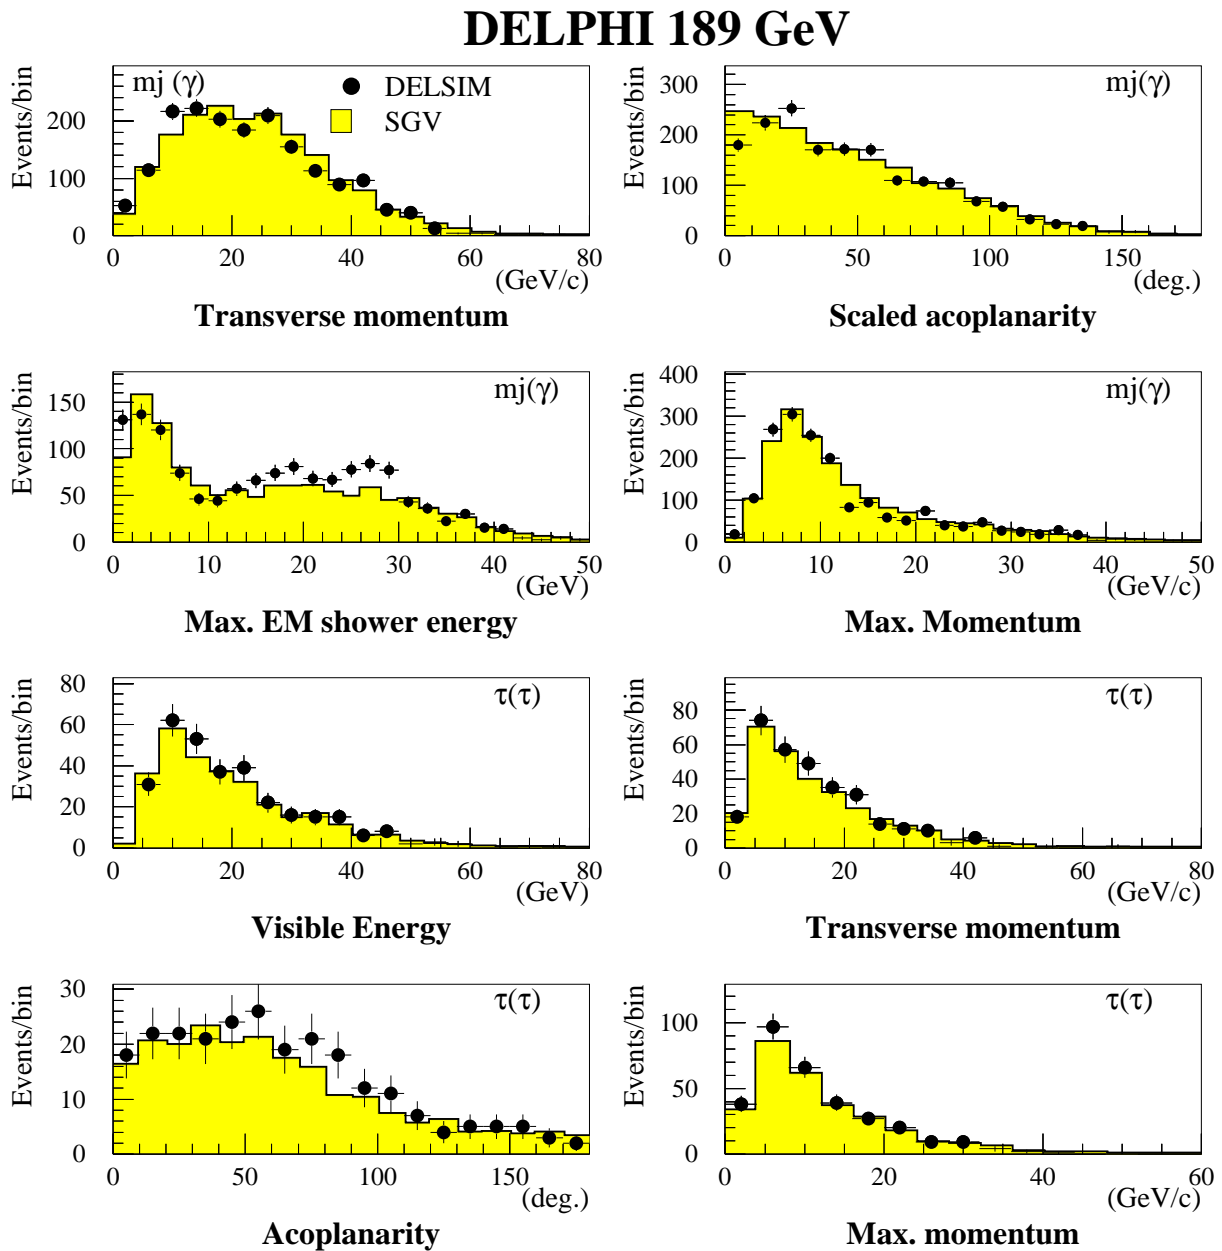 DELPHI 189 GeV
Events/bin
mj (γ)
DELSIM
SGV
200
100
0
0 20 40 60 80
(GeV/c)
Transverse momentum
Events/bin
mj(γ)
300
200
100
0
0 50 100 150
(deg.)
Scaled acoplanarity
Events/bin
mj(γ)
150
100
50
0
0 10 20 30 40 50
(GeV)
Max. EM shower energy
Events/bin
mj(γ)
400
300
200
100
0
0 10 20 30 40 50
(GeV/c)
Max. Momentum
Events/bin
τ(τ)
80
60
40
20
0
0 20 40 60 80
(GeV)
Visible Energy
Events/bin
τ(τ)
80
60
40
20
0
0 20 40 60 80
(GeV/c)
Transverse momentum
Events/bin
τ(τ)
30
20
10
0
0 50 100 150
(deg.)
Acoplanarity
Events/bin
τ(τ)
100
50
0
0 20 40 60
(GeV/c)
Max. momentum